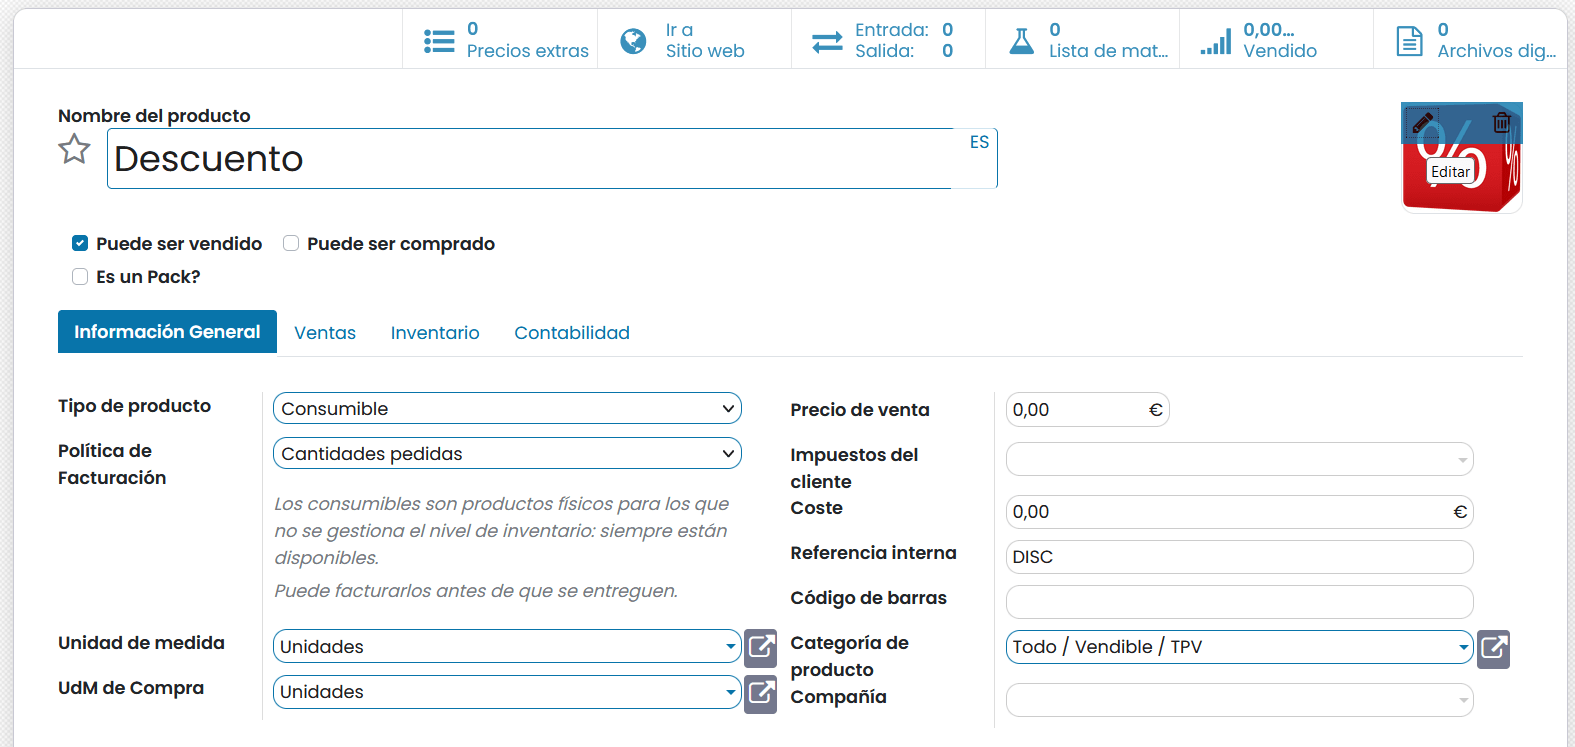 0
Precios extras
Ir a
Sitio web
Entrada: 0
Salida: 0
0
Lista de mat...
0,00...
Vendido
0
Archivos dig...
Nombre del producto
Descuento
ES
%
%
Editar
Puede ser vendido
Puede ser comprado
Es un Pack?
Información General
Ventas
Inventario
Contabilidad
Tipo de producto
Consumible
Política de
Facturación
Cantidades pedidas
Los consumibles son productos físicos para los que
no se gestiona el nivel de inventario: siempre están
disponibles.
Puede facturarlos antes de que se entreguen.
Unidad de medida
Unidades
UdM de Compra
Unidades
Precio de venta
0,00 €
Impuestos del
cliente
Coste
0,00 €
Referencia interna
DISC
Código de barras
Categoría de
producto
Todo / Vendible / TPV
Compañía